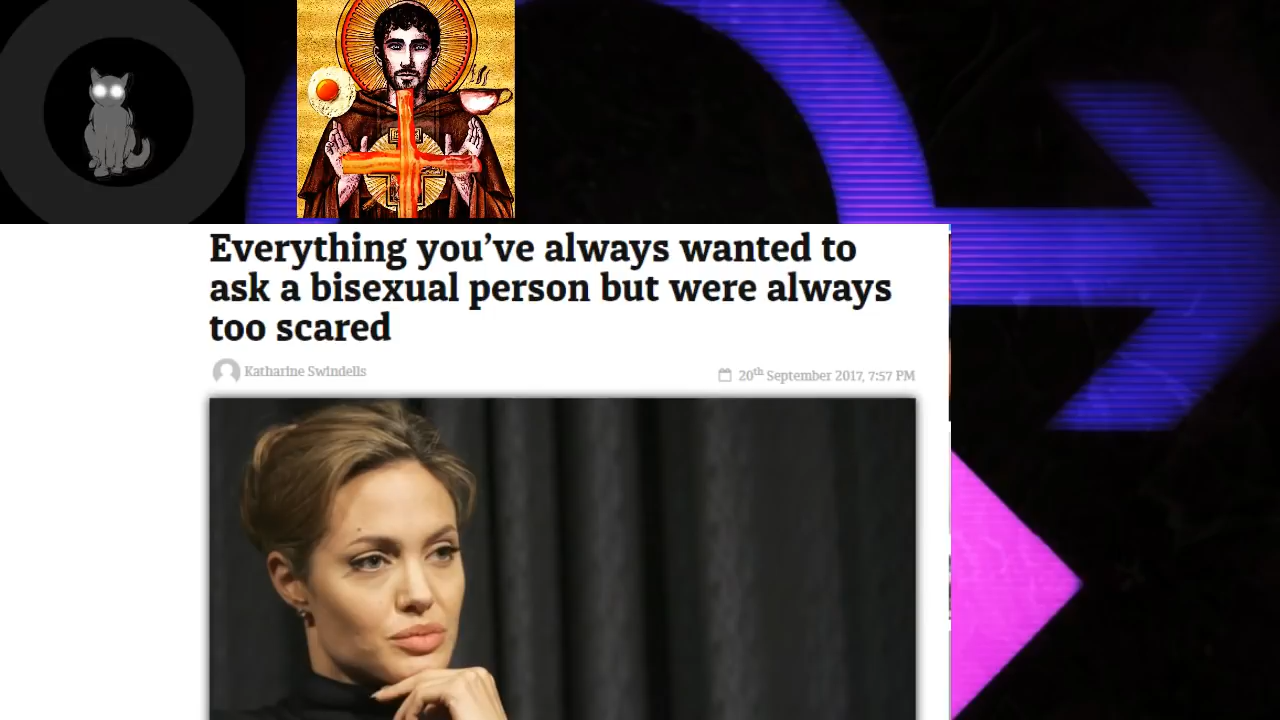 Everything you’ve always wanted to
ask a bisexual person but were always
too scared
Katharine Swindells
20th September 2017, 7:57 PM